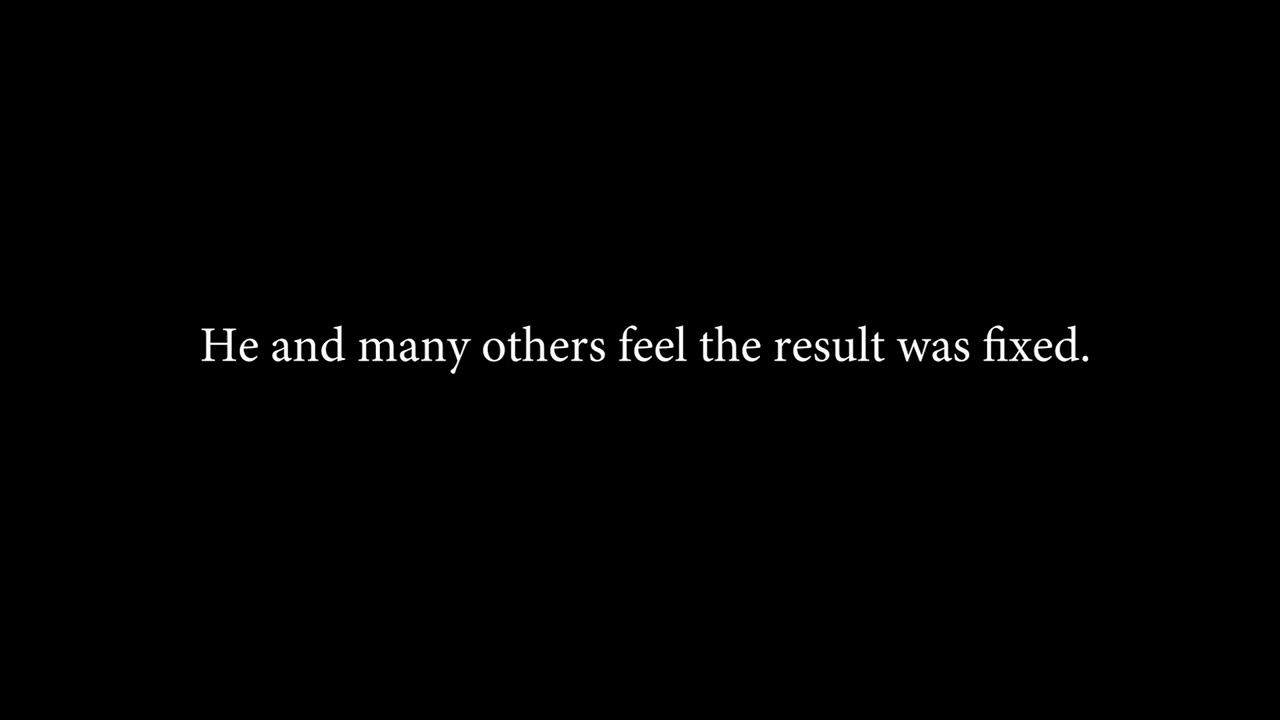 He and many others feel the result was fixed.